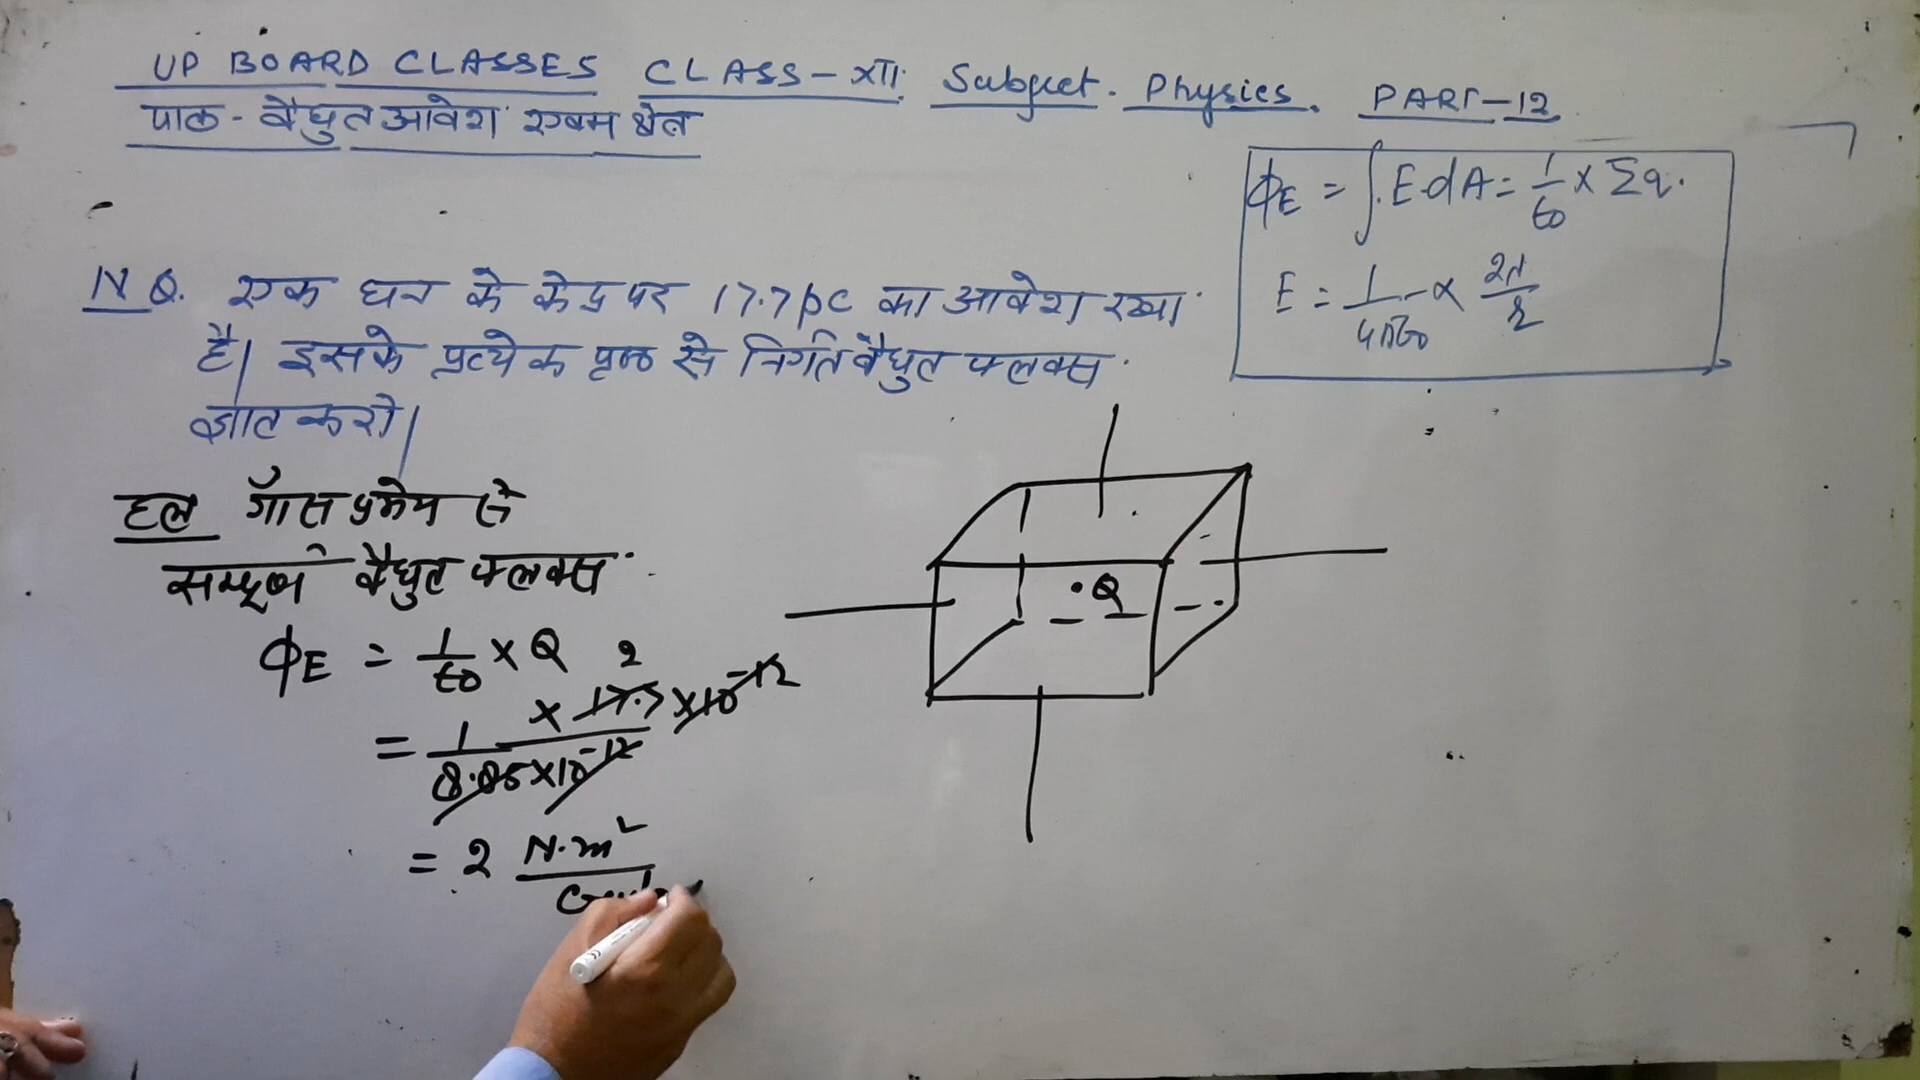 UP BOARD CLASSES CLASS-XII Subject. Physics. PART-12
पाठ - वैधुत आवेश एवम क्षेत्र
ΦE = ∫.E.dA = 1/ε0 × Σq.
E = 1/4πε0 × 2λ/r
N Q. एक घन के केन्द्र पर 17.7pc का आवेश रखा
है। इसके प्रत्येक पृष्ठ से निर्गत वैधुत फ्लक्स.
ज्ञात करो।
हल गॉस प्रमेय से
सम्पूर्ण वैधुत फ्लक्स.
ΦE = 1/ε0 × Q
2
= 1/8.85×10^-12 × 17.7 ×10^-12
= 2 N.m²
.Q